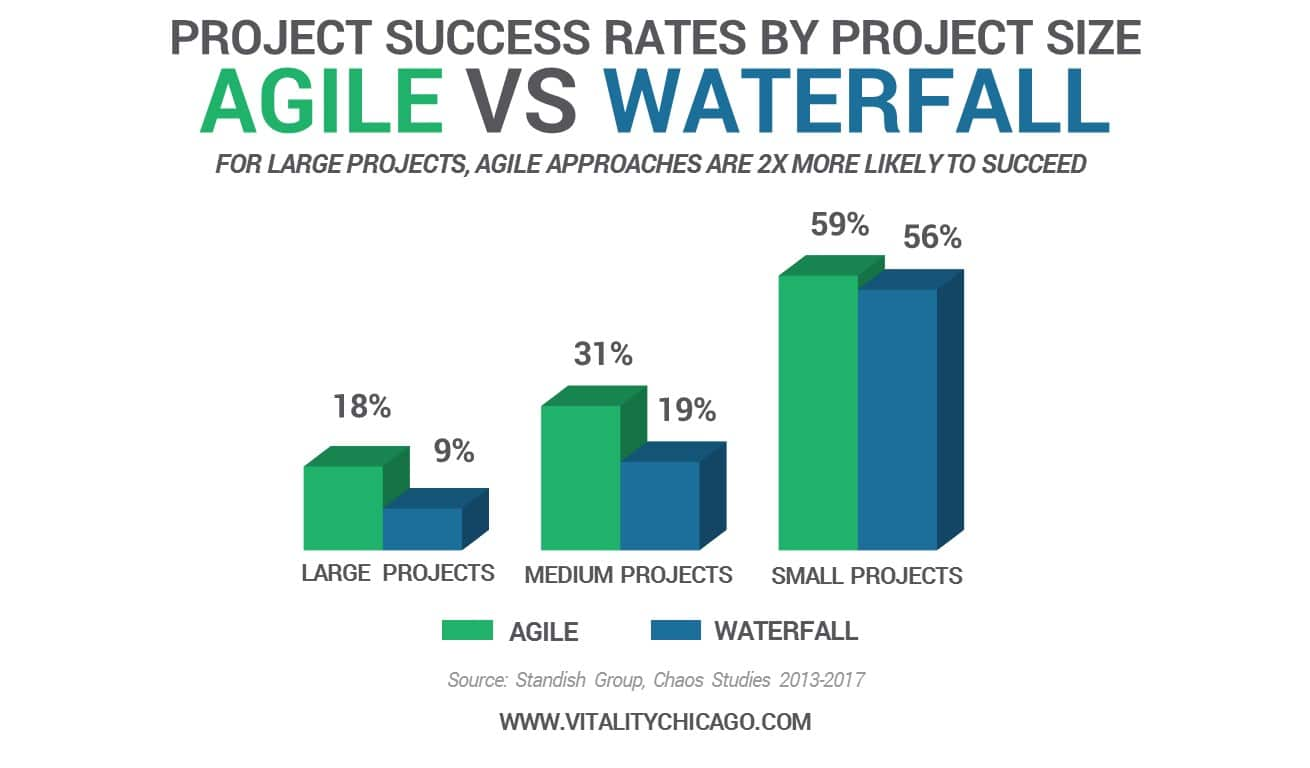 PROJECT SUCCESS RATES BY PROJECT SIZE
AGILE VS WATERFALL
FOR LARGE PROJECTS, AGILE APPROACHES ARE 2X MORE LIKELY TO SUCCEED
59%
56%
31%
19%
18%
9%
LARGE PROJECTS
MEDIUM PROJECTS
SMALL PROJECTS
AGILE
WATERFALL
Source: Standish Group, Chaos Studies 2013-2017
WWW.VITALITYCHICAGO.COM